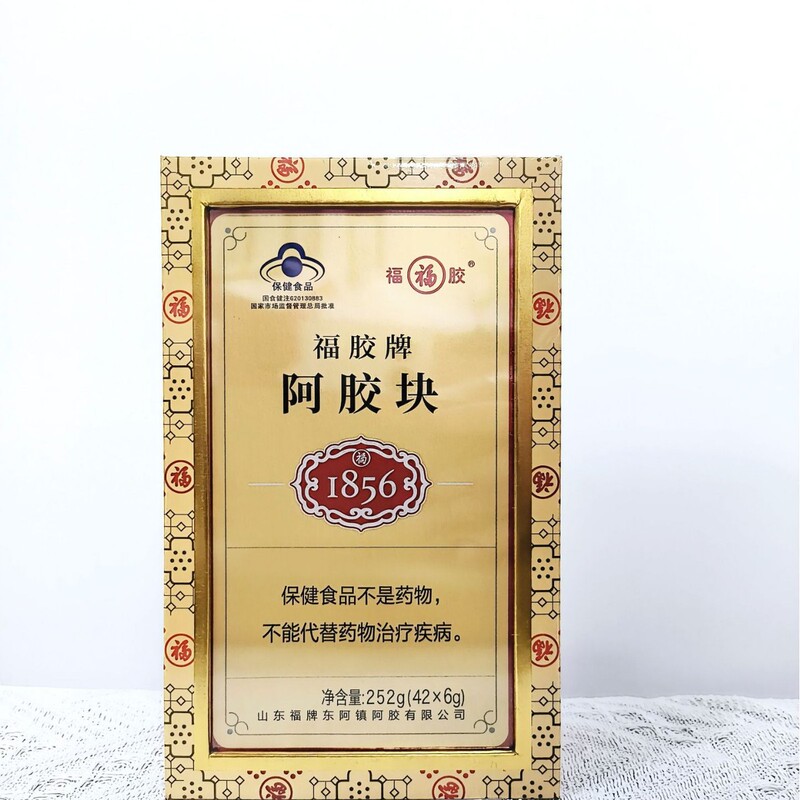 保健食品
国食健注G20130883
国家市场监督管理总局批准
福福胶®
福胶牌
阿胶块
福
1856
保健食品不是药物，
不能代替药物治疗疾病。
净含量:252g(42×6g)
山东福牌东阿镇阿胶有限公司